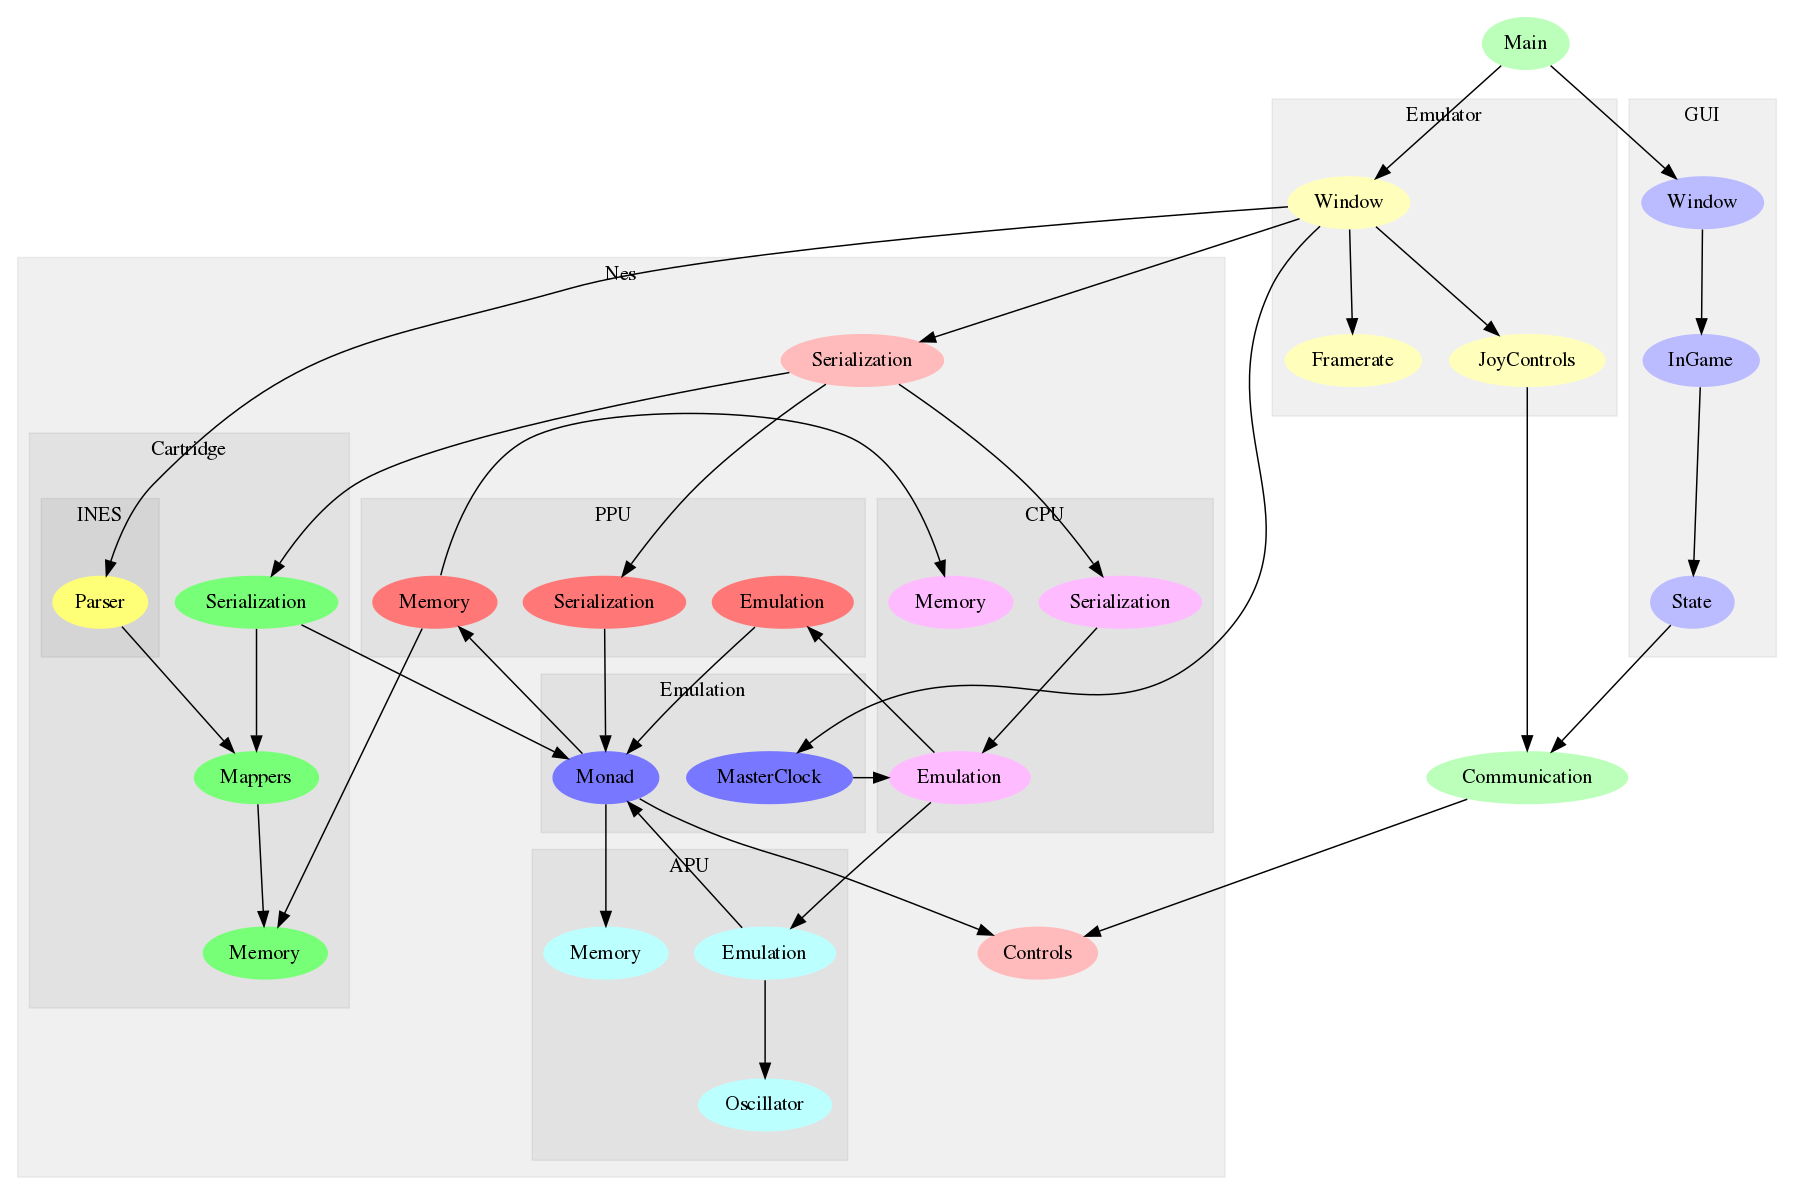 Main
Emulator
GUI
Window
Window
Nes
Serialization
Framerate
JoyControls
InGame
Cartridge
INES
PPU
CPU
Parser
Serialization
Memory
Serialization
Emulation
Memory
Serialization
State
Emulation
Mappers
Monad
MasterClock
Emulation
Communication
APU
Memory
Memory
Emulation
Controls
Oscillator